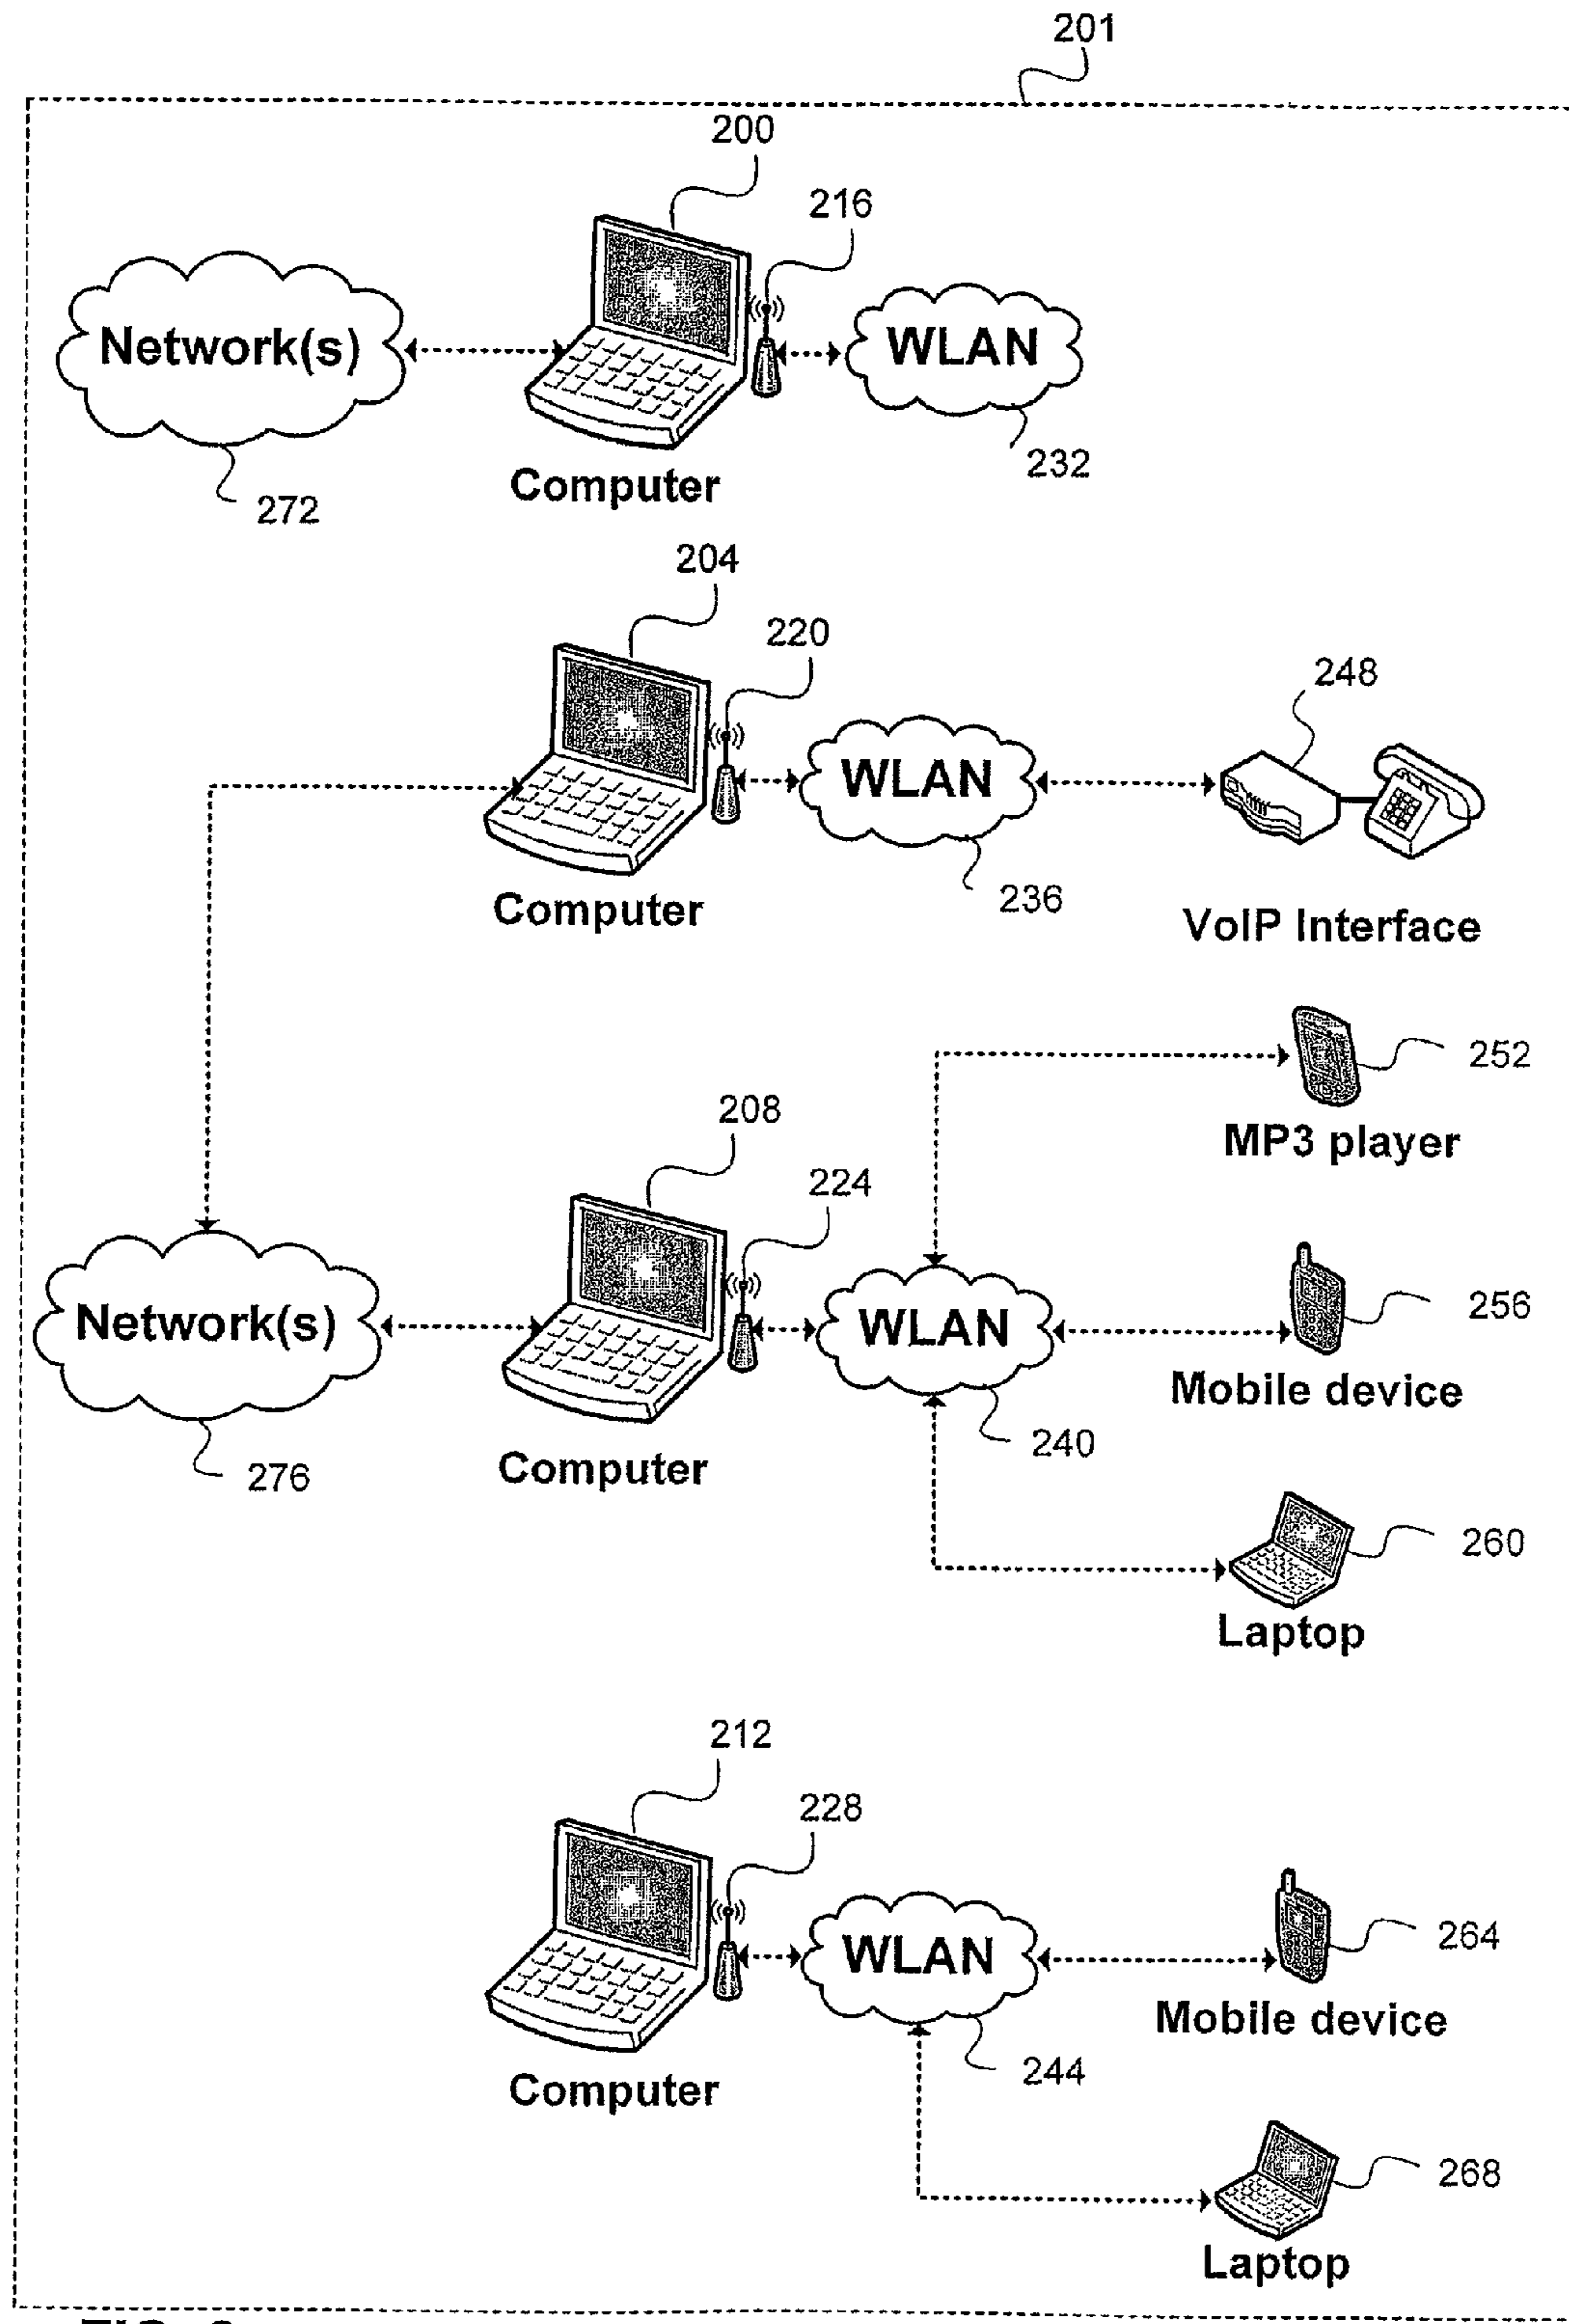 201
200
216
Network(s)
WLAN
232
272
Computer
204
220
248
WLAN
236
Computer
VoIP Interface
252
MP3 player
208
224
256
Network(s)
WLAN
Mobile device
240
276
Computer
260
Laptop
212
228
264
WLAN
Mobile device
244
Computer
268
Laptop